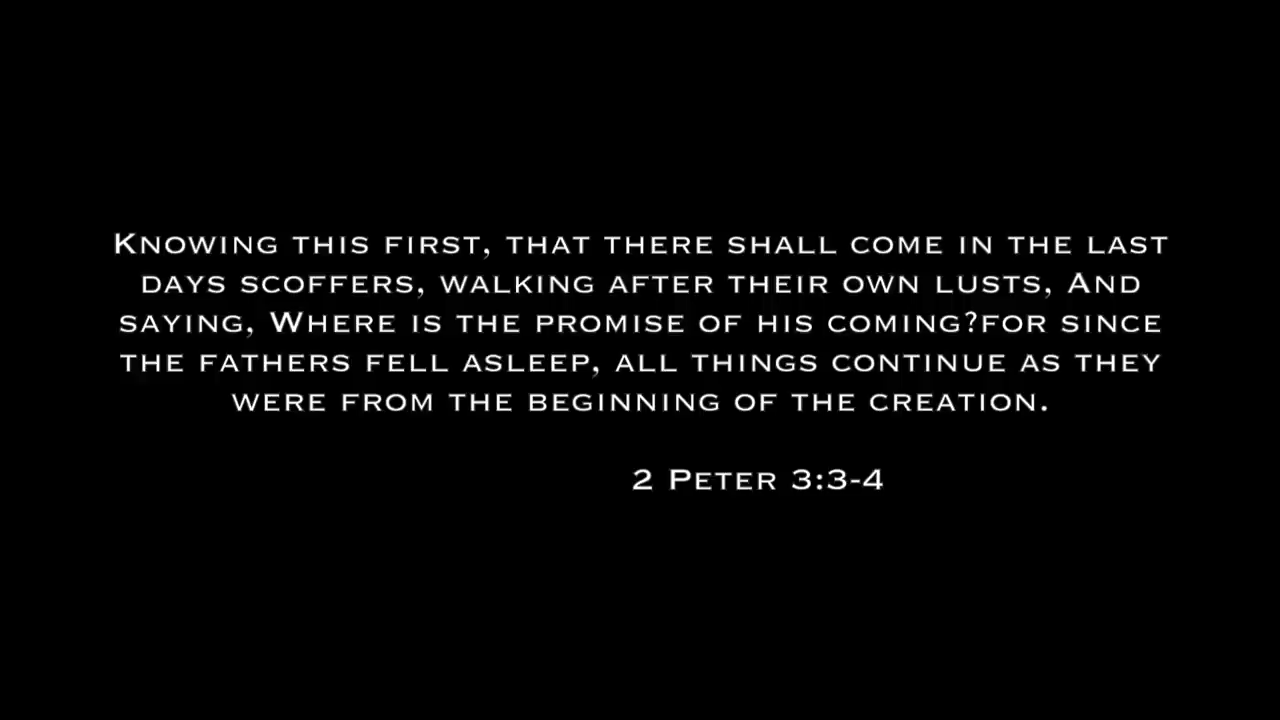 Knowing this first, that there shall come in the last
days scoffers, walking after their own lusts, And
saying, Where is the promise of his coming?for since
the fathers fell asleep, all things continue as they
were from the beginning of the creation.
2 Peter 3:3-4